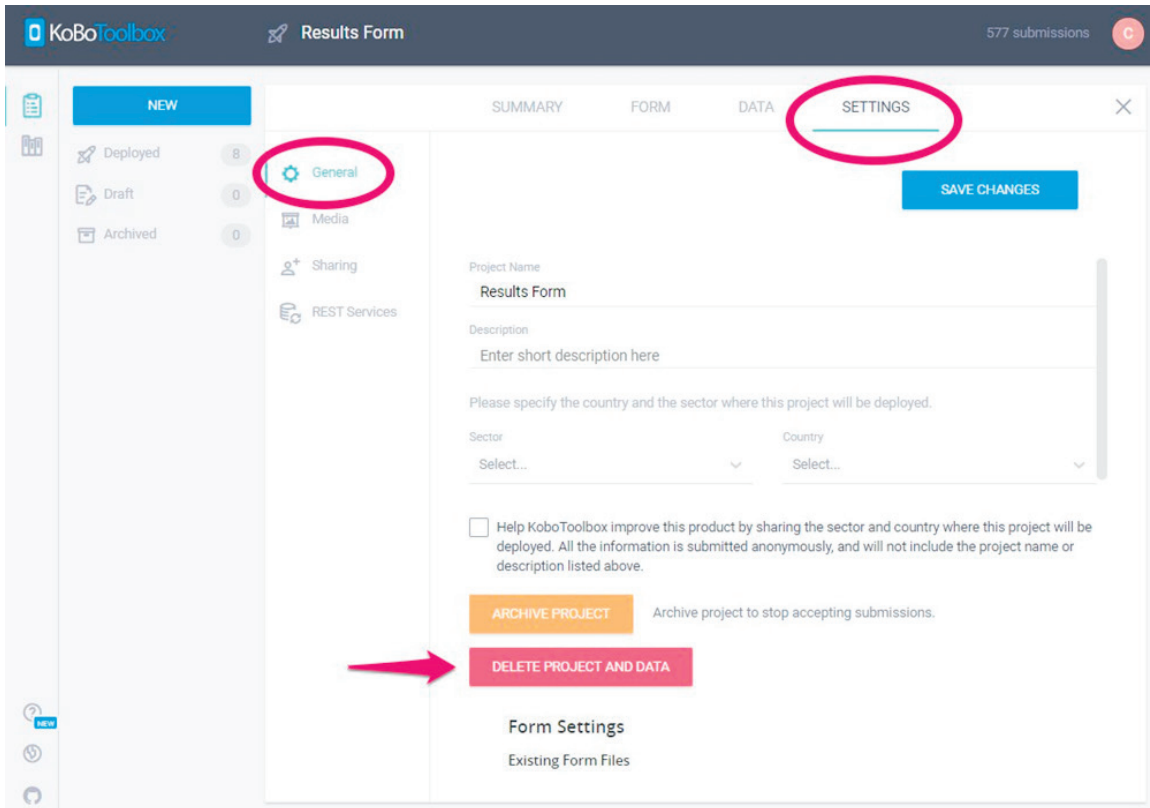 KoBoToolbox
Results Form
577 submissions
C
NEW
Deployed 8
Draft 0
Archived 0
SUMMARY FORM DATA SETTINGS
General
Media
Sharing
REST Services
SAVE CHANGES
Project Name
Results Form
Description
Enter short description here
Please specify the country and the sector where this project will be deployed.
Sector Country
Select... Select...
Help KoboToolbox improve this product by sharing the sector and country where this project will be
deployed. All the information is submitted anonymously, and will not include the project name or
description listed above.
ARCHIVE PROJECT Archive project to stop accepting submissions.
DELETE PROJECT AND DATA
Form Settings
Existing Form Files
NEW